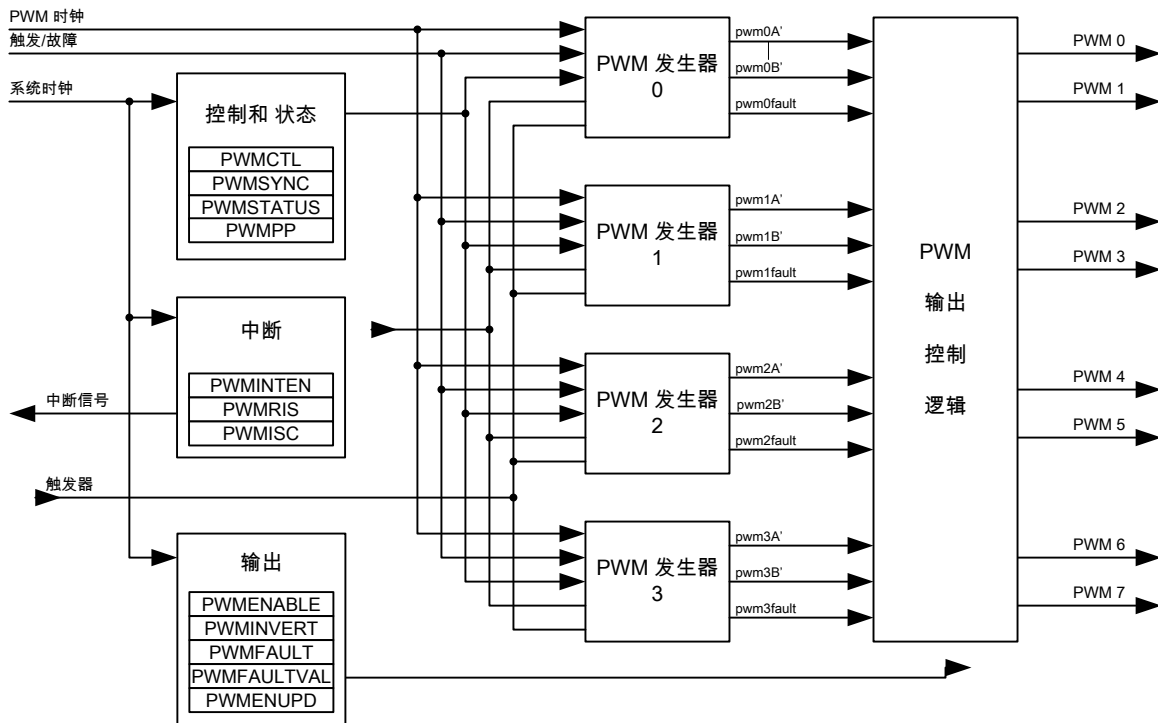 PWM 时钟
触发/故障
系统时钟
控制和 状态
PWMCTL
PWMSYNC
PWMSTATUS
PWMPP
中断
PWMINTEN
PWMRIS
PWMISC
中断信号
触发器
输出
PWMENABLE
PWMINVERT
PWMFAULT
PWMFAULTVAL
PWMENUPD
PWM 发生器
0
pwm0A'
pwm0B'
pwm0fault
PWM 发生器
1
pwm1A'
pwm1B'
pwm1fault
PWM 发生器
2
pwm2A'
pwm2B'
pwm2fault
PWM 发生器
3
pwm3A'
pwm3B'
pwm3fault
PWM
输出
控制
逻辑
PWM 0
PWM 1
PWM 2
PWM 3
PWM 4
PWM 5
PWM 6
PWM 7